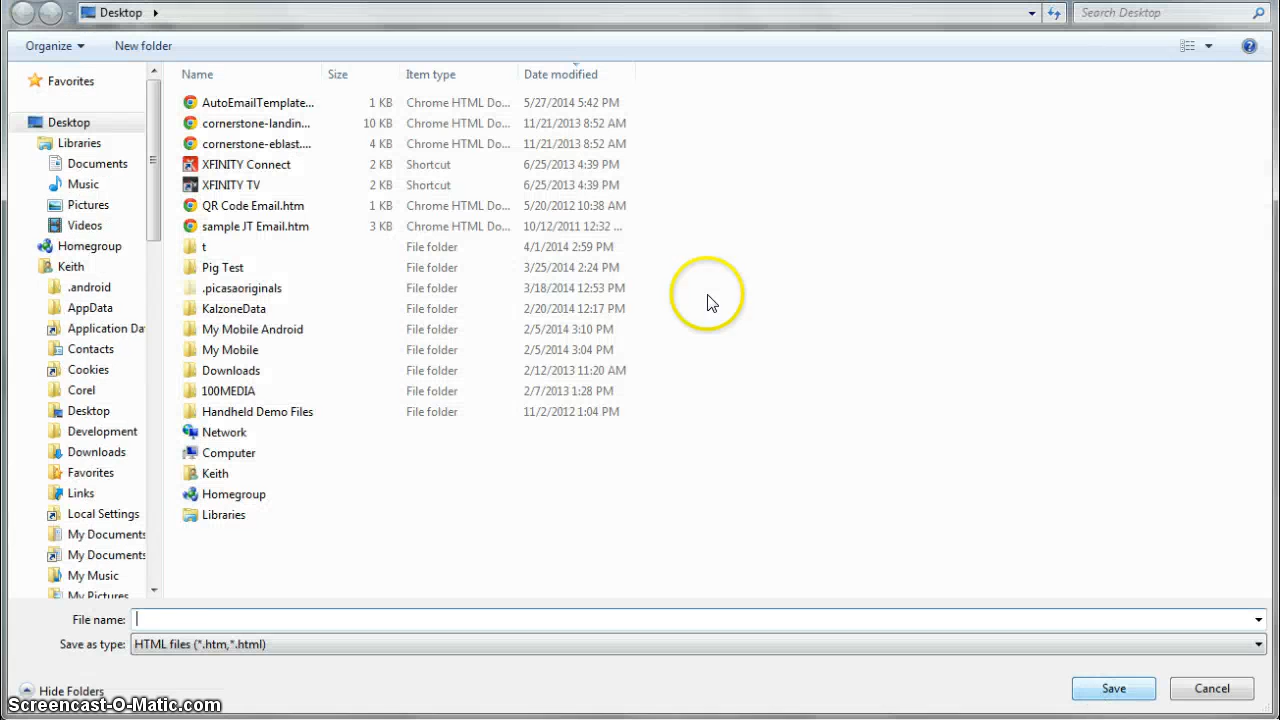 Desktop
Search Desktop
Organize
New folder
Name Size Item type Date modified
Favorites
Desktop
Libraries
Documents
Music
Pictures
Videos
Homegroup
Keith
.android
AppData
Application Da
Contacts
Cookies
Corel
Desktop
Development
Downloads
Favorites
Links
Local Settings
My Documents
My Documents
My Music
My Pictures
AutoEmailTemplate... 1 KB Chrome HTML Do... 5/27/2014 5:42 PM
cornerstone-landin... 10 KB Chrome HTML Do... 11/21/2013 8:52 AM
cornerstone-eblast.... 4 KB Chrome HTML Do... 11/21/2013 8:52 AM
XFINITY Connect 2 KB Shortcut 6/25/2013 4:39 PM
XFINITY TV 2 KB Shortcut 6/25/2013 4:39 PM
QR Code Email.htm 1 KB Chrome HTML Do... 5/20/2012 10:38 AM
sample JT Email.htm 3 KB Chrome HTML Do... 10/12/2011 12:32 ...
t File folder 4/1/2014 2:59 PM
Pig Test File folder 3/25/2014 2:24 PM
.picasaoriginals File folder 3/18/2014 12:53 PM
KalzoneData File folder 2/20/2014 12:17 PM
My Mobile Android File folder 2/5/2014 3:10 PM
My Mobile File folder 2/5/2014 3:04 PM
Downloads File folder 2/12/2013 11:20 AM
100MEDIA File folder 2/7/2013 1:28 PM
Handheld Demo Files File folder 11/2/2012 1:04 PM
Network
Computer
Keith
Homegroup
Libraries
File name:
Save as type: HTML files (*.htm,*.html)
Hide Folders
Save Cancel
Screencast-O-Matic.com